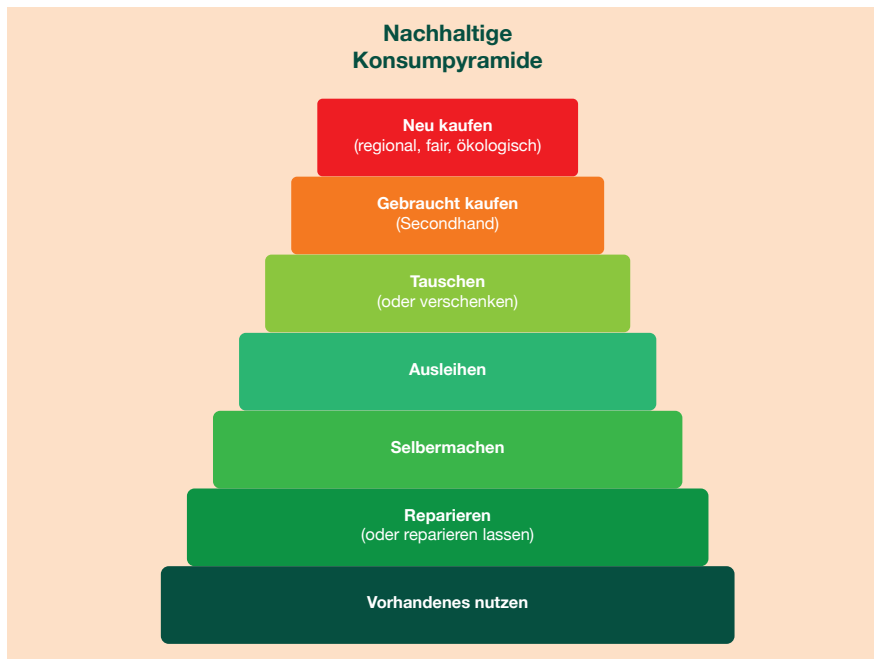 Nachhaltige
Konsumpyramide
Neu kaufen
(regional, fair, ökologisch)
Gebraucht kaufen
(Secondhand)
Tauschen
(oder verschenken)
Ausleihen
Selbermachen
Reparieren
(oder reparieren lassen)
Vorhandenes nutzen